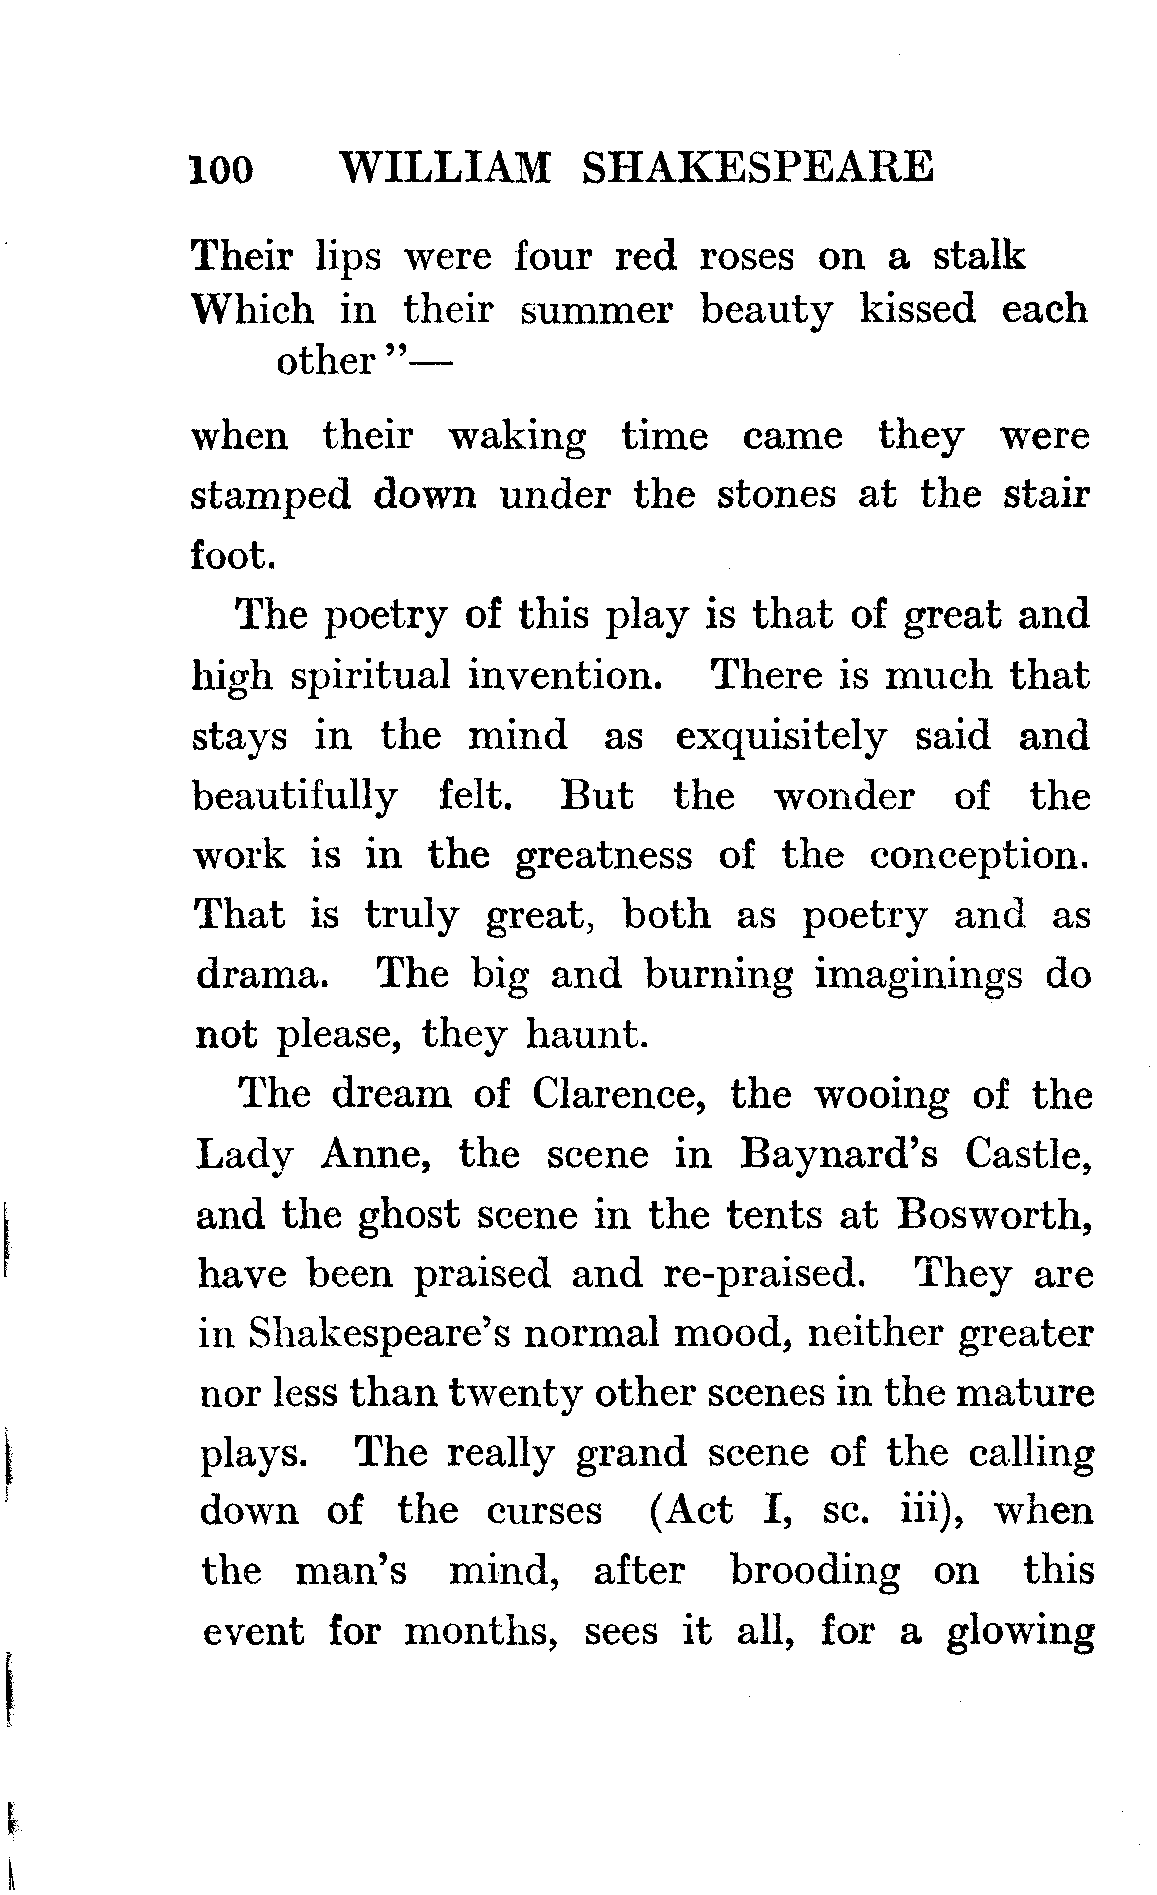 100 WILLIAM SHAKESPEARE
Their lips were four red roses on a stalk
Which in their summer beauty kissed each
other"—
when their waking time came they were
stamped down under the stones at the stair
foot.
The poetry of this play is that of great and
high spiritual invention. There is much that
stays in the mind as exquisitely said and
beautifully felt. But the wonder of the
work is in the greatness of the conception.
That is truly great, both as poetry and as
drama. The big and burning imaginings do
not please, they haunt.
The dream of Clarence, the wooing of the
Lady Anne, the scene in Baynard's Castle,
and the ghost scene in the tents at Bosworth,
have been praised and re-praised. They are
in Shakespeare's normal mood, neither greater
nor less than twenty other scenes in the mature
plays. The really grand scene of the calling
down of the curses (Act I, sc. iii), when
the man's mind, after brooding on this
event for months, sees it all, for a glowing